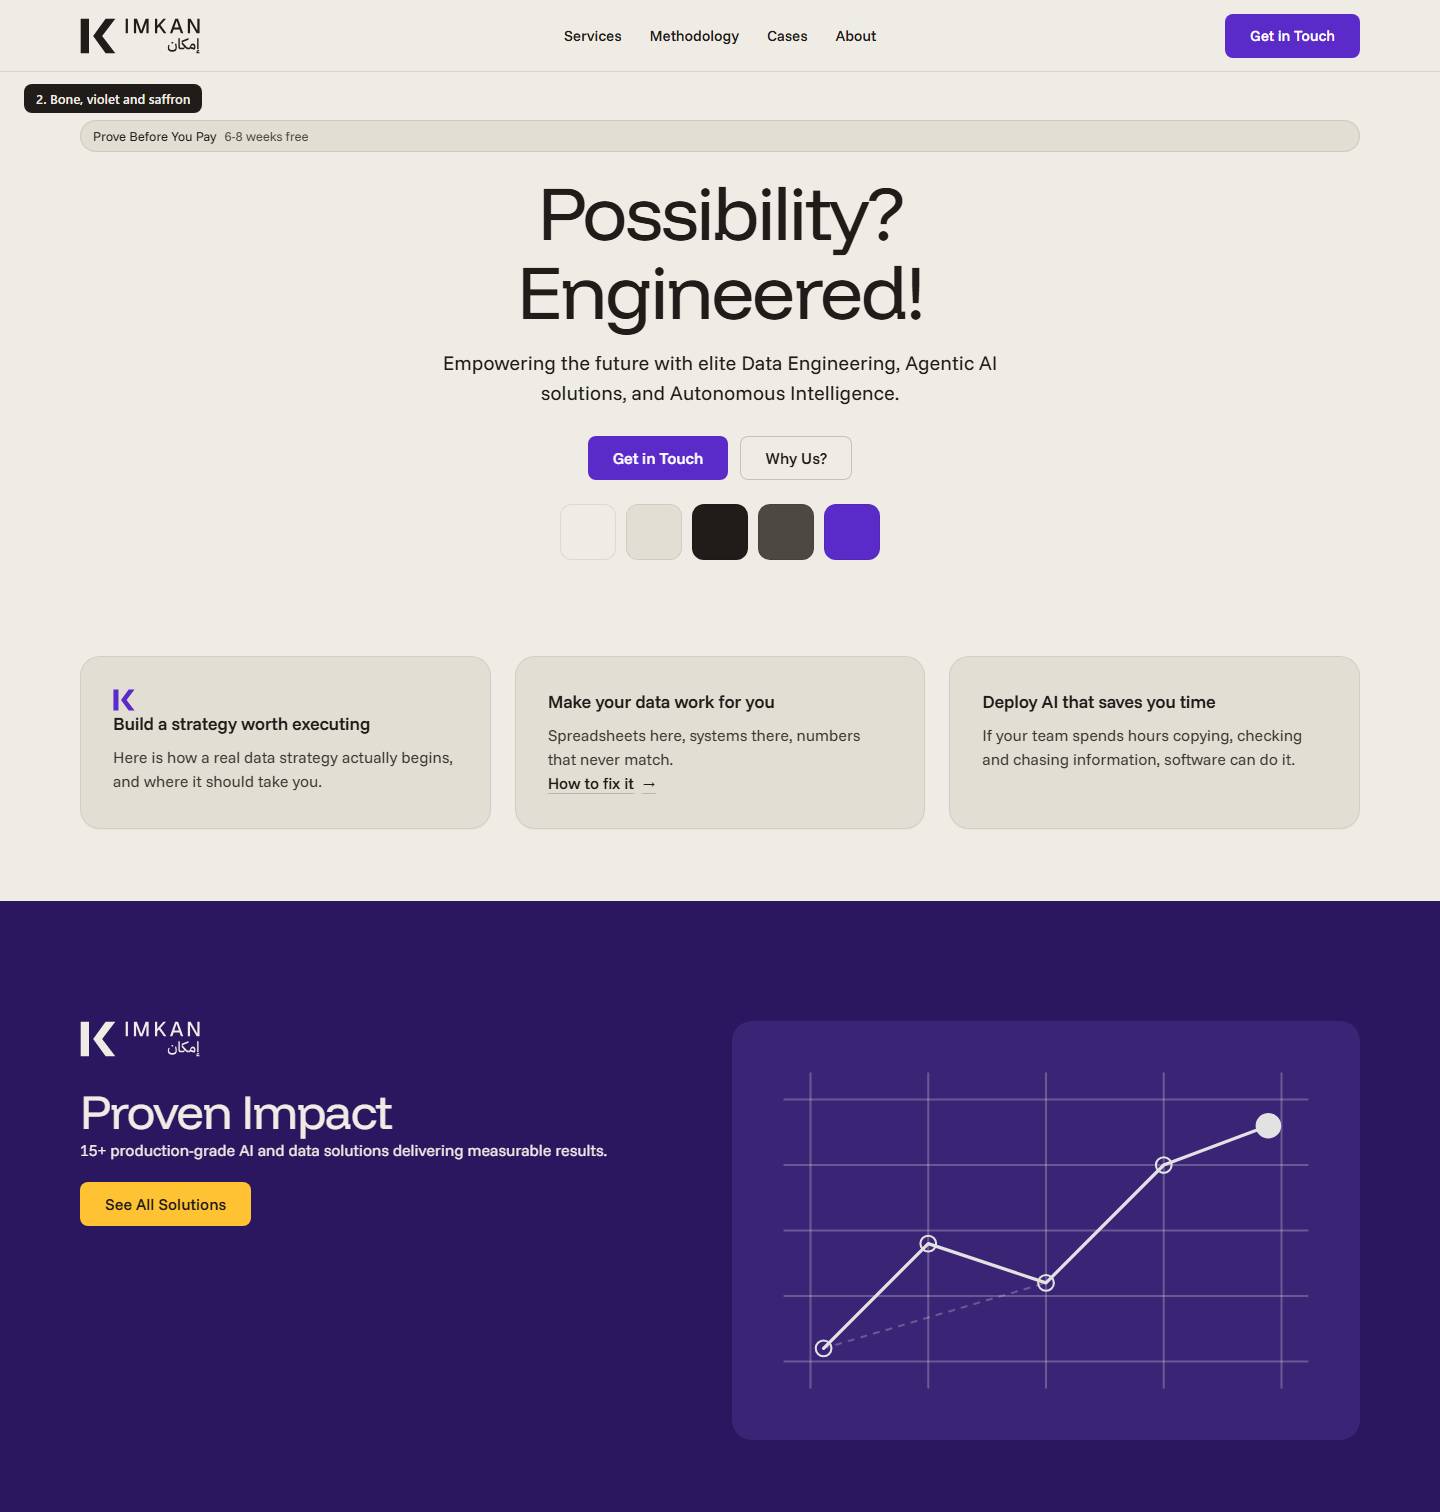 IMKAN
إمكان
Services Methodology Cases About
Get in Touch
2. Bone, violet and saffron
Prove Before You Pay 6-8 weeks free
Possibility?
Engineered!
Empowering the future with elite Data Engineering, Agentic AI
solutions, and Autonomous Intelligence.
Get in Touch
Why Us?
Build a strategy worth executing
Here is how a real data strategy actually begins,
and where it should take you.
Make your data work for you
Spreadsheets here, systems there, numbers
that never match.
How to fix it →
Deploy AI that saves you time
If your team spends hours copying, checking
and chasing information, software can do it.
IMKAN
إمكان
Proven Impact
15+ production-grade AI and data solutions delivering measurable results.
See All Solutions